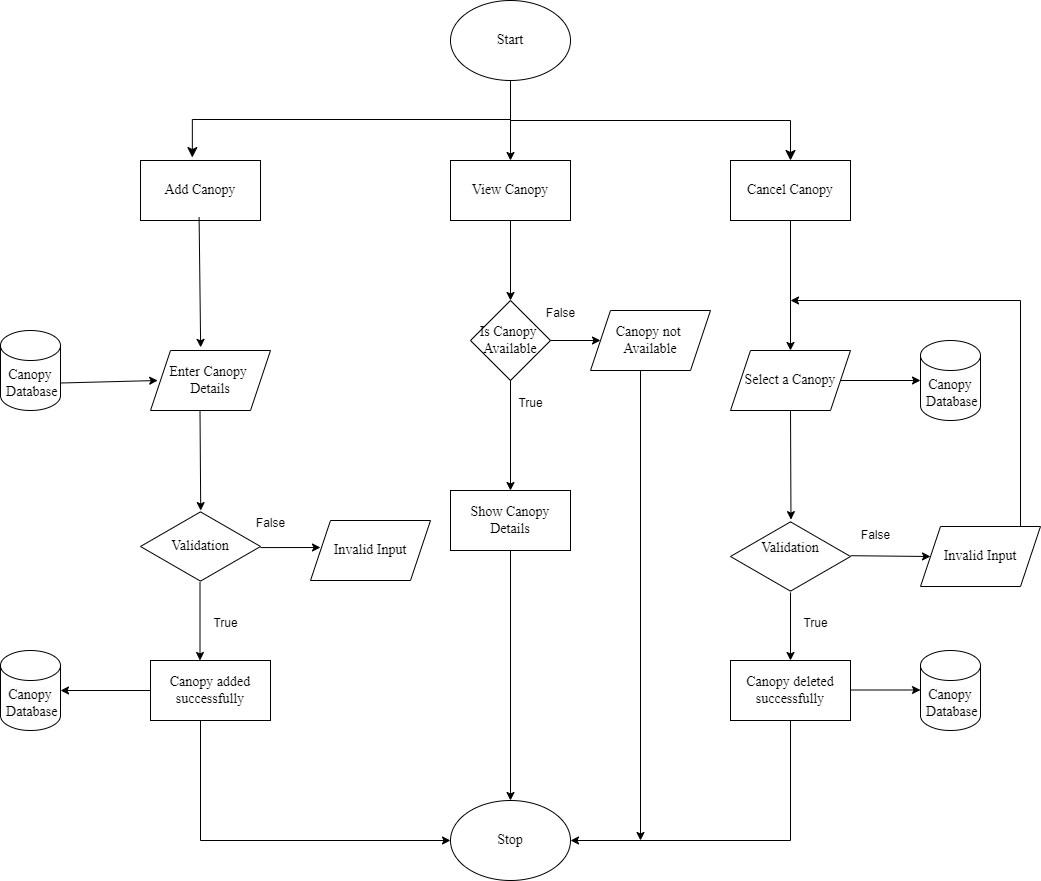 Start
Add Canopy
View Canopy
Cancel Canopy
False
Is Canopy
Available
Canopy not
Available
Canopy
Database
Enter Canopy
Details
Select a Canopy
Canopy
Database
True
Show Canopy
Details
False
Validation
Invalid Input
False
Validation
Invalid Input
True
True
Canopy
Database
Canopy added
successfully
Canopy deleted
successfully
Canopy
Database
Stop